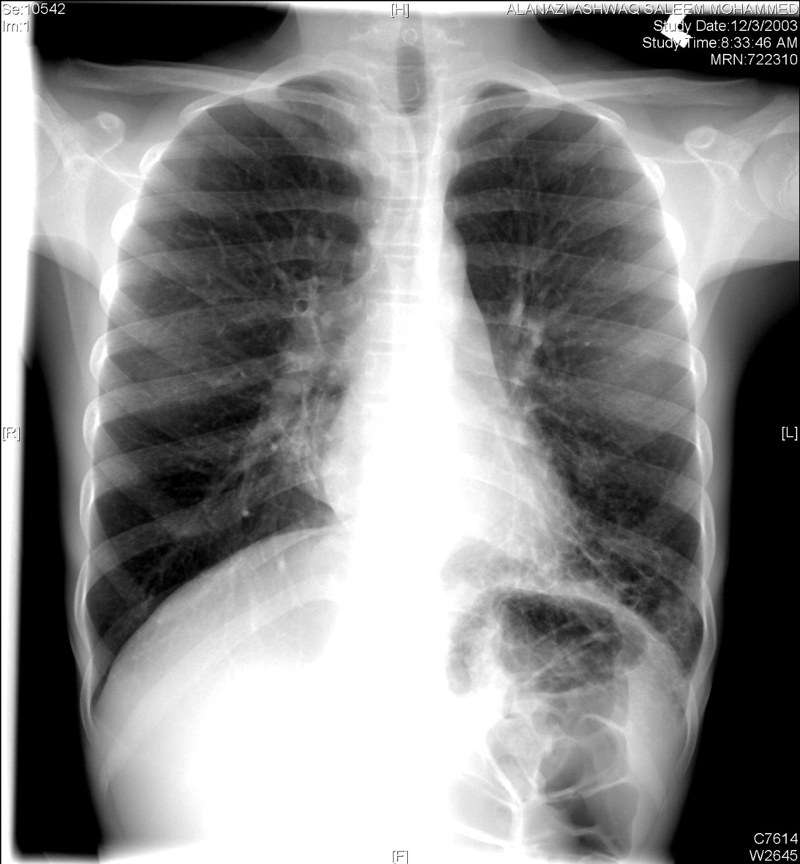 Se:10542
Im:1
[H]
ALANAZI ASHWAQ SALEEM MOHAMMED
Study Date:12/3/2003
Study Time:8:33:46 AM
MRN:722310
[R]
[L]
[F]
C7614
W2645